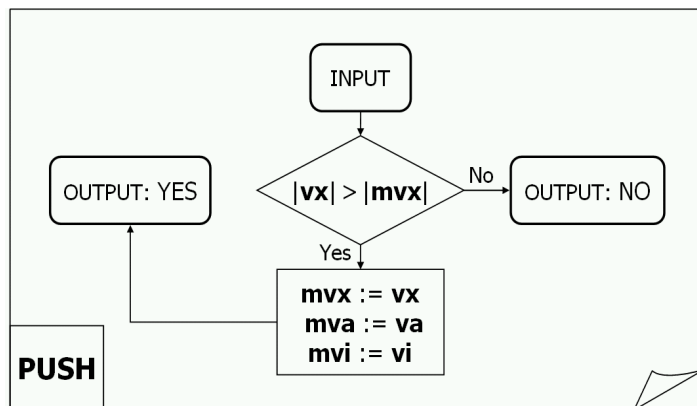 INPUT
|vx| > |mvx|
No
OUTPUT: NO
OUTPUT: YES
Yes
mvx := vx
mva := va
mvi := vi
PUSH